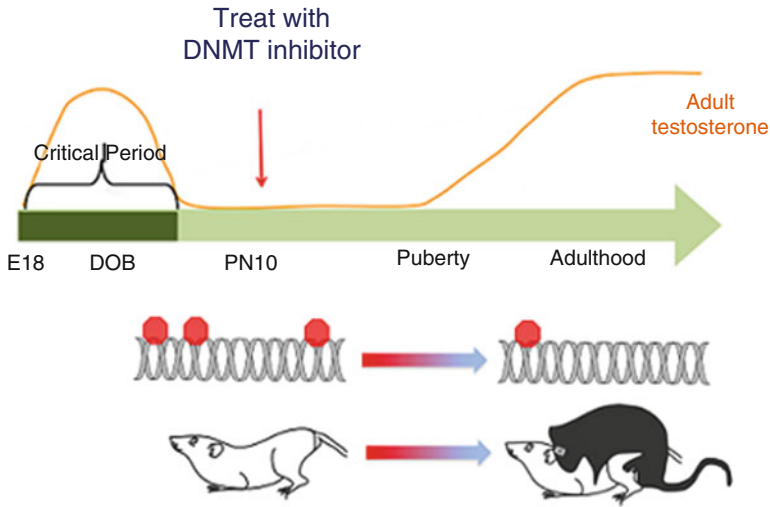 Treat with
DNMT inhibitor
Adult
testosterone
Critical Period
E18
DOB
PN10
Puberty
Adulthood